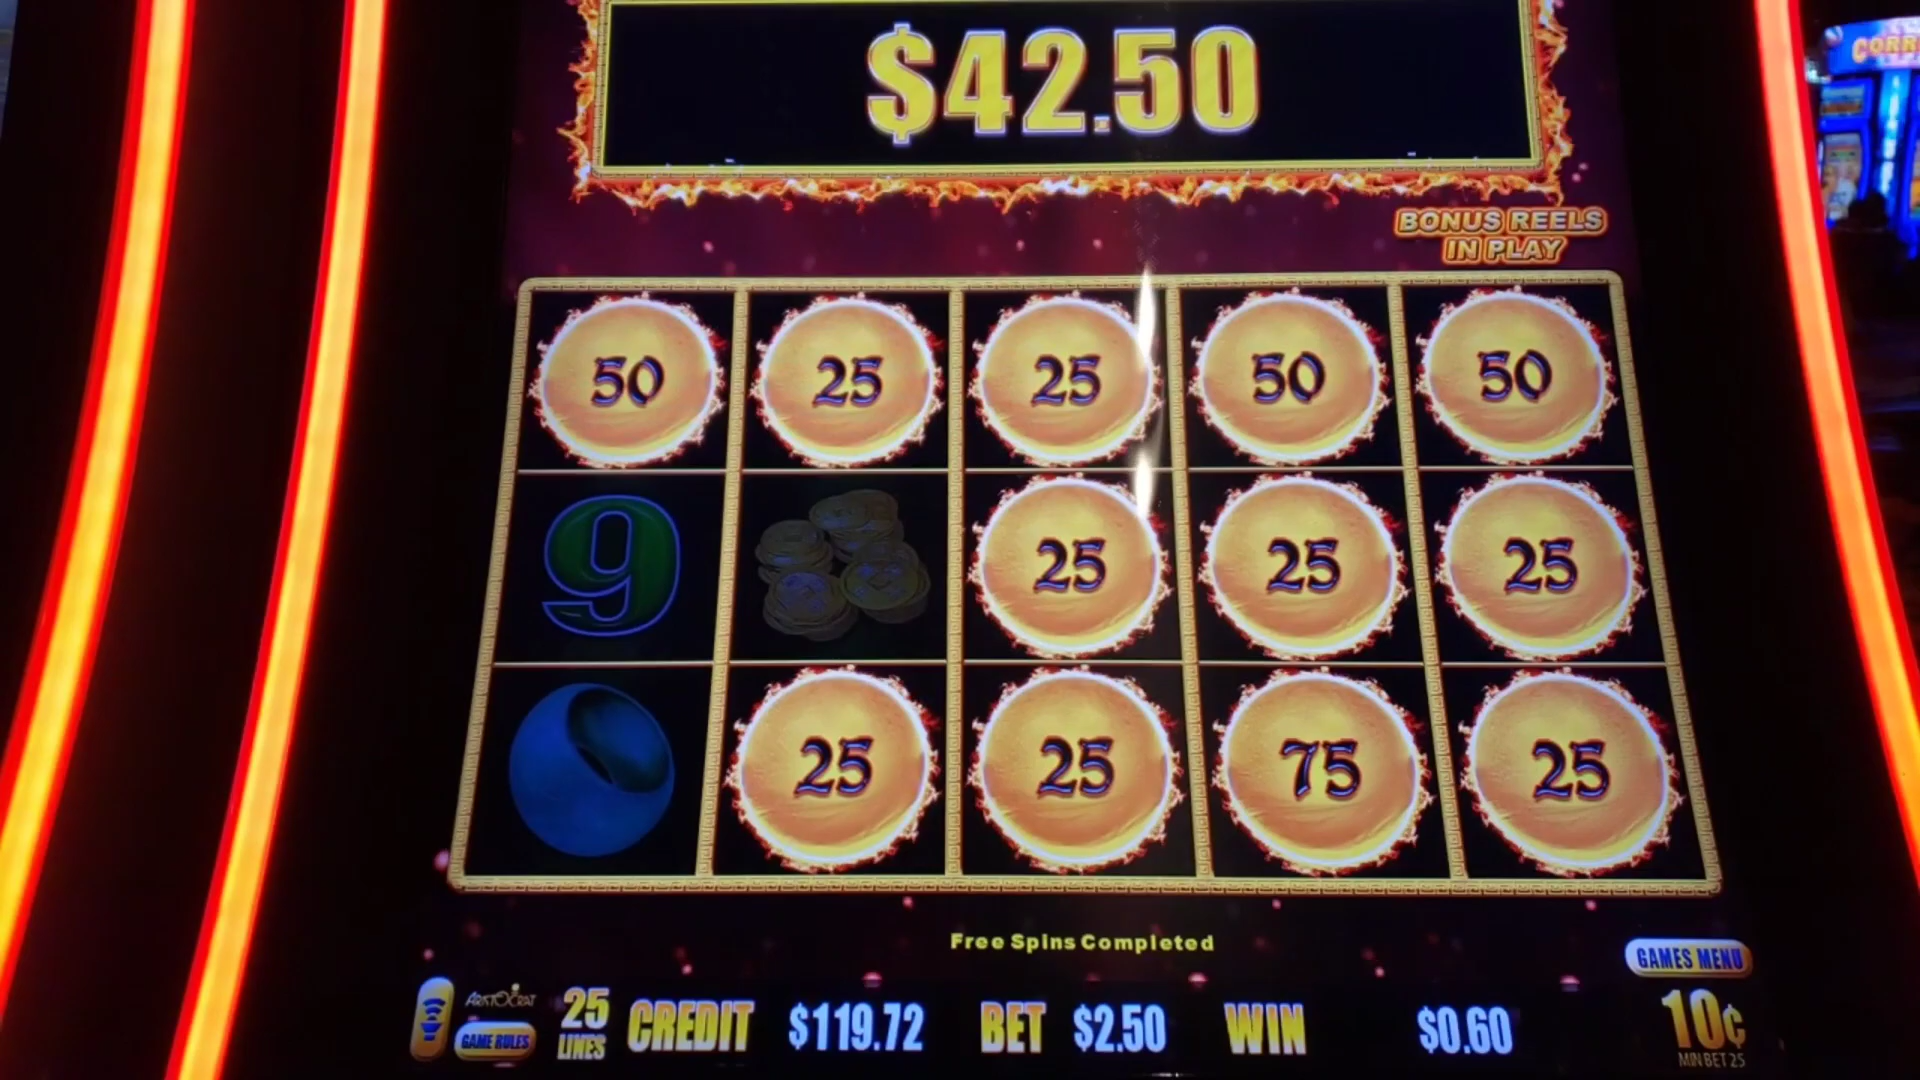 $42.50
CORR
BONUS REELS
IN PLAY
50 25 25 50 50
9 25 25 25
25 25 75 25
Free Spins Completed
GAMES MENU
ARISTOCRAT
GAME RULES
25
LINES
CREDIT $119.72 BET $2.50 WIN $0.60
10¢
MIN BET 25